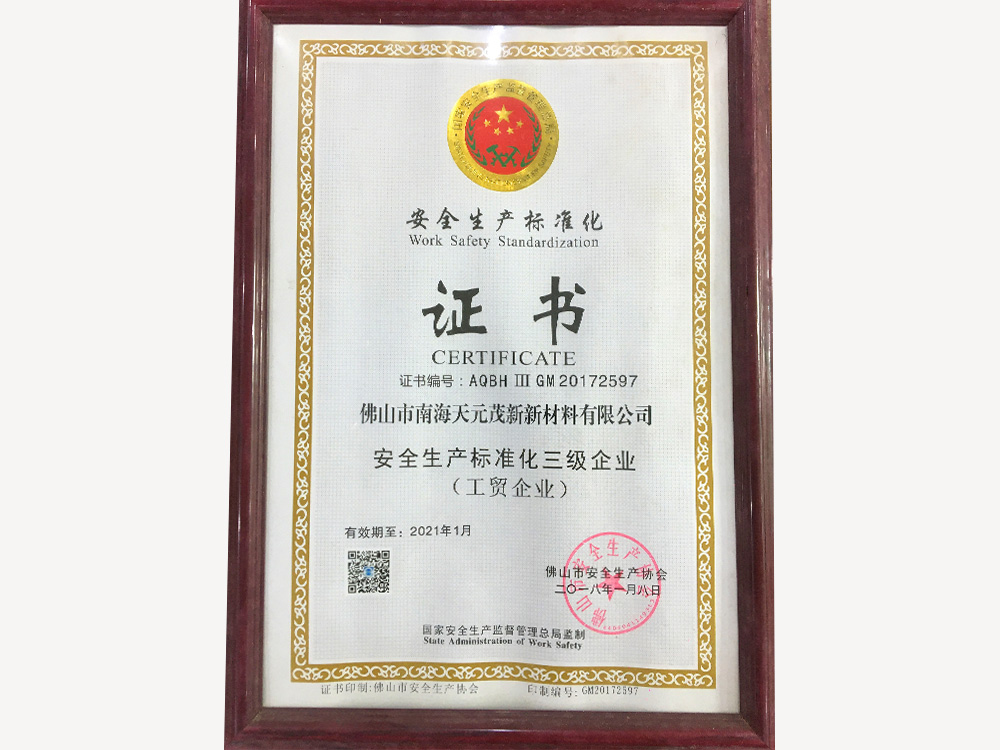 安全生产标准化
Work Safety Standardization
证书
CERTIFICATE
证书编号：AQBH III GM 20172597
佛山市南海天元茂新新材料有限公司
安全生产标准化三级企业
（工贸企业）
有效期至：2021年1月
佛山市安全生产协会
二〇一八年一月八日
国家安全生产监督管理总局监制
State Administration of Work Safety
证书印制:佛山市安全生产协会
印制编号: GM20172597